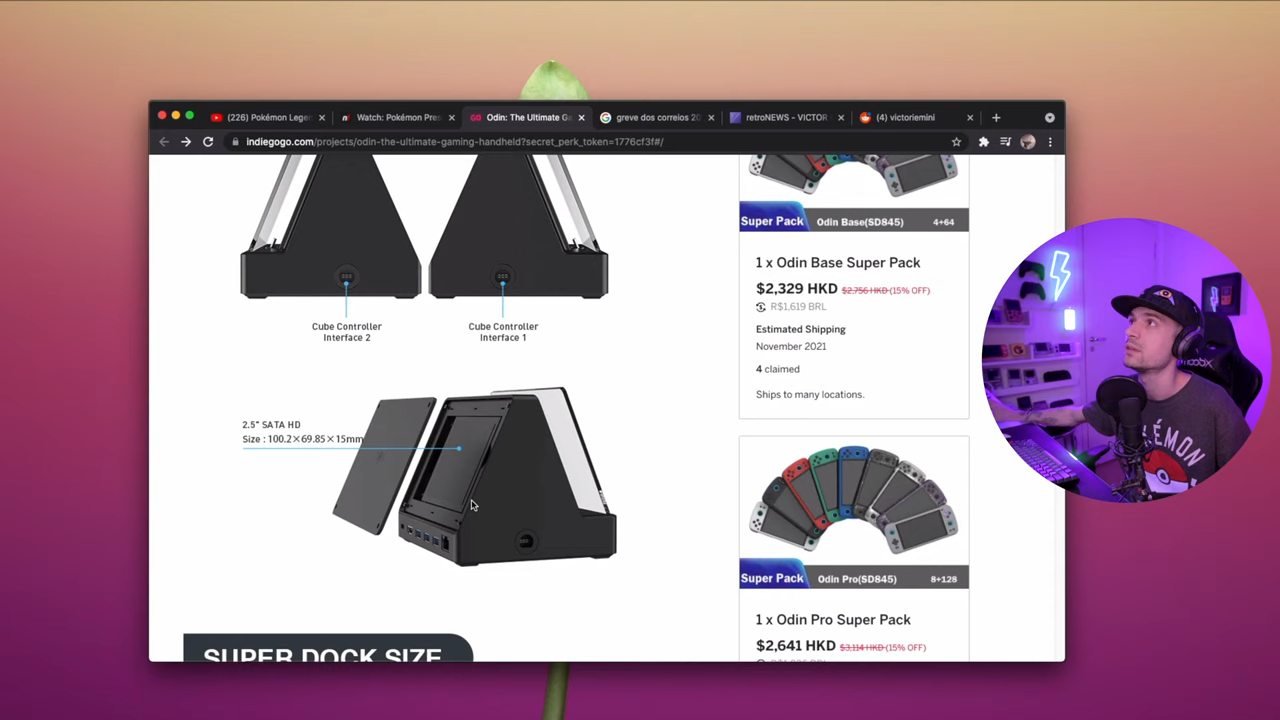 (226) Pokémon Lege
Watch: Pokémon Pres
GO
Odin: The Ultimate Ga
greve dos correios 20
retroNEWS - VICTOR
(4) victoriemini
indiegogo.com/projects/odin-the-ultimate-gaming-handheld?secret_perk_token=1776cf3f#/
Cube Controller
Interface 2
Cube Controller
Interface 1
2.5" SATA HD
Size : 100.2×69.85×15mm
SUPER DOCK SIZE
Super Pack
Odin Base(SD845)
4+64
1 x Odin Base Super Pack
$2,329 HKD $2,756 HKD (15% OFF)
R$1,619 BRL
Estimated Shipping
November 2021
4 claimed
Ships to many locations.
Super Pack
Odin Pro(SD845)
8+128
1 x Odin Pro Super Pack
$2,641 HKD $3,114 HKD (15% OFF)